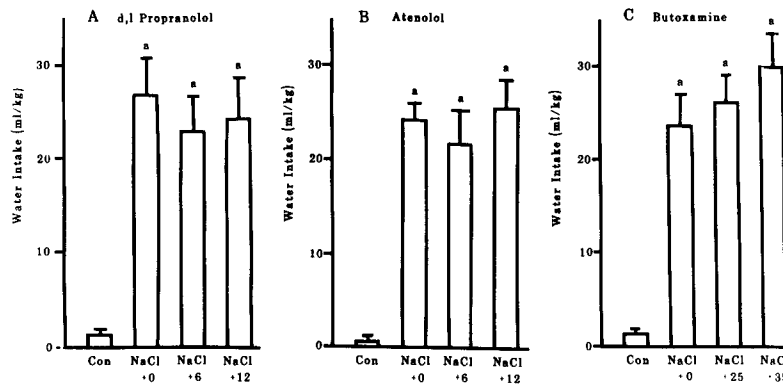 A d,l Propranolol
Water Intake (ml/kg)
30
20
10
0
a a a
Con NaCl NaCl NaCl
+0 +6 +12
B Atenolol
Water Intake (ml/kg)
30
20
10
0
a a a
Con NaCl NaCl NaCl
+0 +6 +12
C Butoxamine
Water Intake (ml/kg)
30
20
10
0
a a a
Con NaCl NaCl NaC
+0 +25 +35